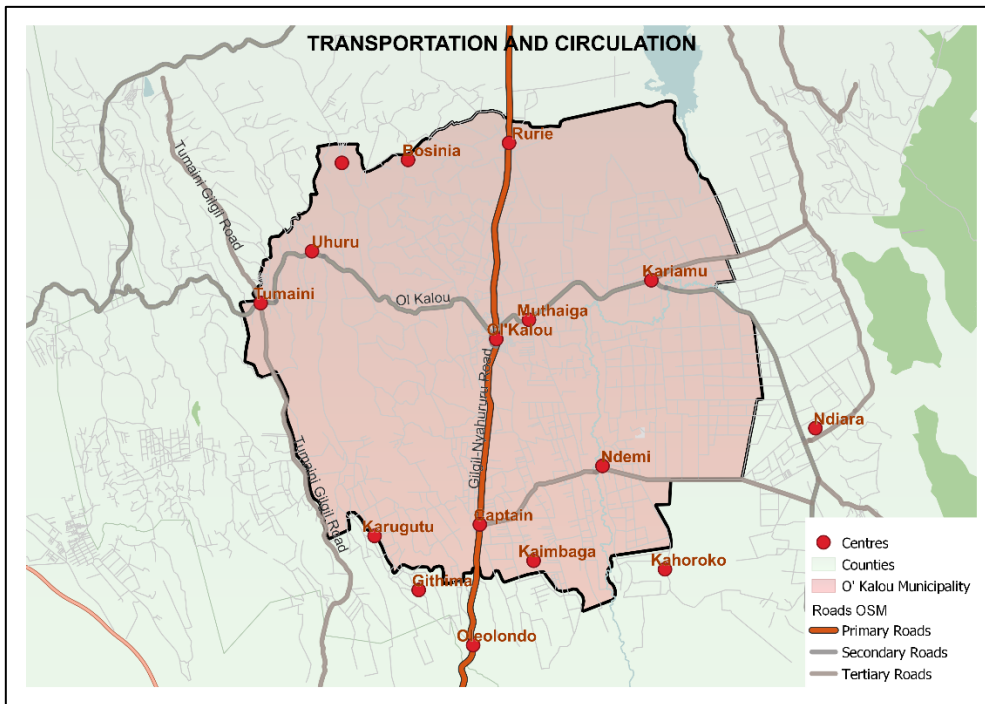 TRANSPORTATION AND CIRCULATION
Rurie
Bosinia
Tumaini Gilgil Road
Uhuru
Kariamu
Tumaini
Ol Kalou
Muthaiga
Ol'Kalou
Gilgil-Nyahururu Road
Ndiara
Ndemi
Tumaini Gilgil Road
Captain
Karugutu
Kaimbaga
Kahoroko
Githima
Oleolondo
Centres
Counties
O' Kalou Municipality
Roads OSM
Primary Roads
Secondary Roads
Tertiary Roads